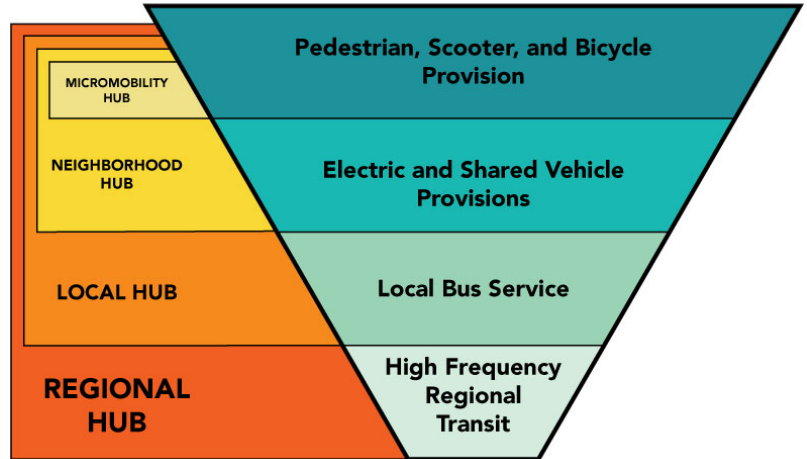 MICROMOBILITY
HUB
Pedestrian, Scooter, and Bicycle
Provision
NEIGHBORHOOD
HUB
Electric and Shared Vehicle
Provisions
LOCAL HUB
Local Bus Service
REGIONAL
HUB
High Frequency
Regional
Transit